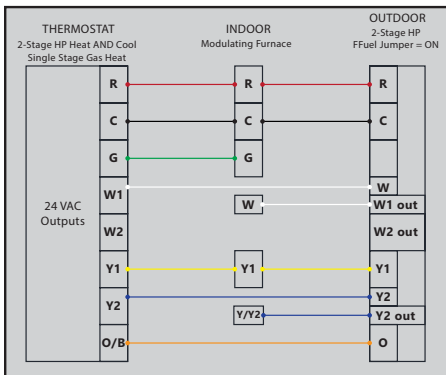 THERMOSTAT
2-Stage HP Heat AND Cool
Single Stage Gas Heat
INDOOR
Modulating Furnace
OUTDOOR
2-Stage HP
FFuel Jumper = ON
R R R
C C C
G G
W1 W
W W1 out
24 VAC
Outputs
W2 W2 out
Y1 Y1 Y1
Y2 Y2
Y/Y2 Y2 out
O/B O